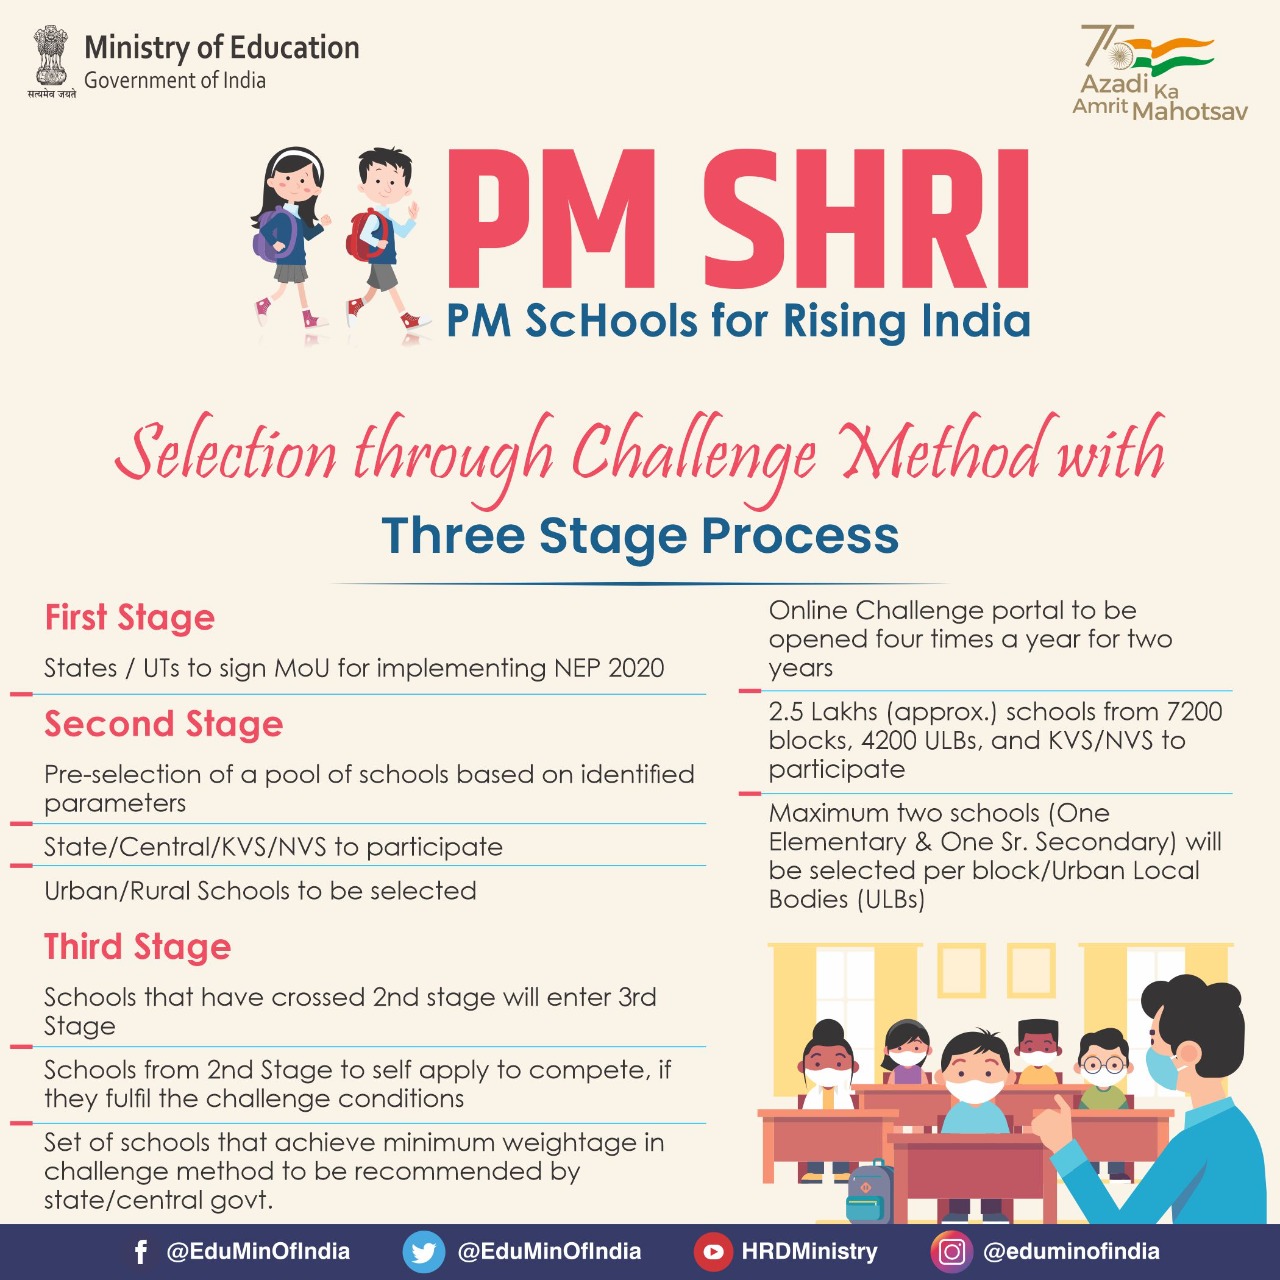 Ministry of Education
Government of India
सत्यमेव जयते
75
Azadi Ka
Amrit Mahotsav
PM SHRI
PM ScHools for Rising India
Selection through Challenge Method with
Three Stage Process
First Stage
States / UTs to sign MoU for implementing NEP 2020
Second Stage
Pre-selection of a pool of schools based on identified
parameters
State/Central/KVS/NVS to participate
Urban/Rural Schools to be selected
Third Stage
Schools that have crossed 2nd stage will enter 3rd
Stage
Schools from 2nd Stage to self apply to compete, if
they fulfil the challenge conditions
Set of schools that achieve minimum weightage in
challenge method to be recommended by
state/central govt.
Online Challenge portal to be
opened four times a year for two
years
2.5 Lakhs (approx.) schools from 7200
blocks, 4200 ULBs, and KVS/NVS to
participate
Maximum two schools (One
Elementary & One Sr. Secondary) will
be selected per block/Urban Local
Bodies (ULBs)
@EduMinOfIndia
@EduMinOfIndia
HRDMinistry
@eduminofindia